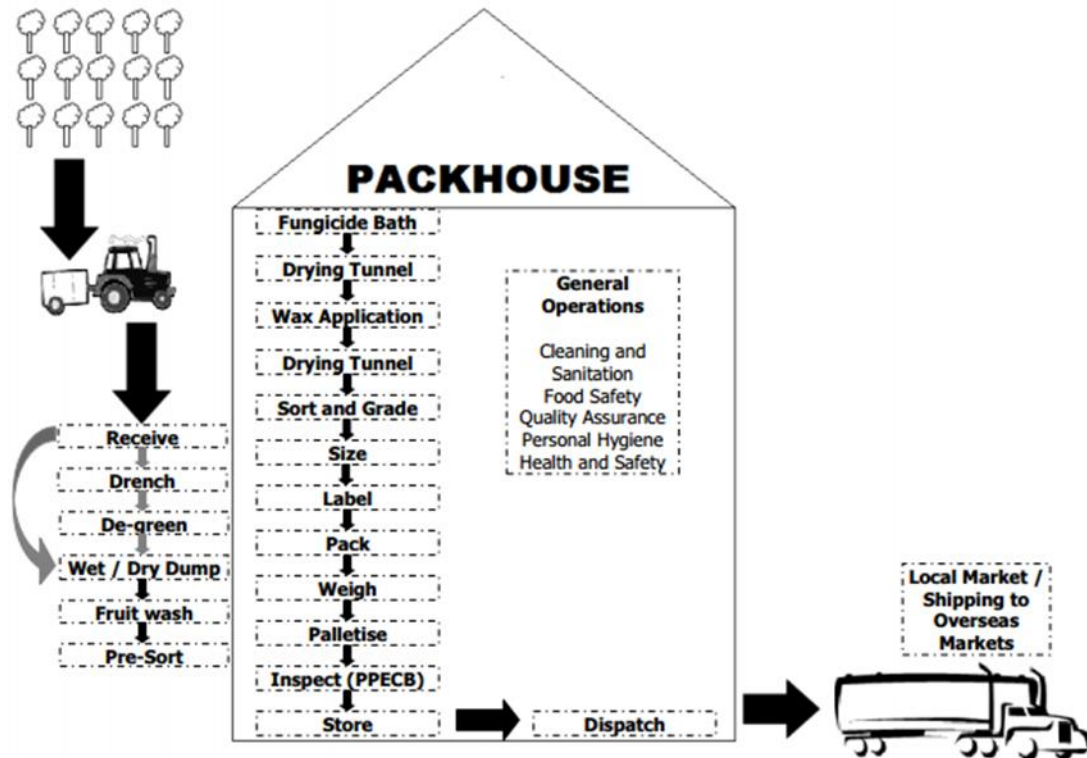 PACKHOUSE
Receive
Drench
De-green
Wet / Dry Dump
Fruit wash
Pre-Sort
Fungicide Bath
Drying Tunnel
Wax Application
Drying Tunnel
Sort and Grade
Size
Label
Pack
Weigh
Palletise
Inspect (PPECB)
Store
General
Operations
Cleaning and
Sanitation
Food Safety
Quality Assurance
Personal Hygiene
Health and Safety
Dispatch
Local Market /
Shipping to
Overseas
Markets